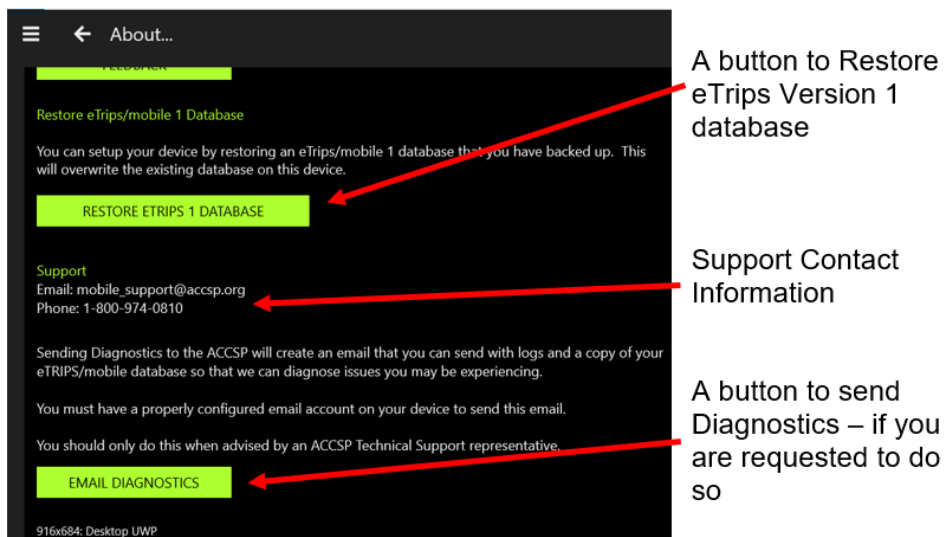 About...
FEEDBACK
Restore eTrips/mobile 1 Database
You can setup your device by restoring an eTrips/mobile 1 database that you have backed up. This
will overwrite the existing database on this device.
RESTORE ETRIPS 1 DATABASE
Support
Email: mobile_support@accsp.org
Phone: 1-800-974-0810
Sending Diagnostics to the ACCSP will create an email that you can send with logs and a copy of your
eTRIPS/mobile database so that we can diagnose issues you may be experiencing.
You must have a properly configured email account on your device to send this email.
You should only do this when advised by an ACCSP Technical Support representative.
EMAIL DIAGNOSTICS
916x684: Desktop UWP
A button to Restore
eTrips Version 1
database
Support Contact
Information
A button to send
Diagnostics – if you
are requested to do
so